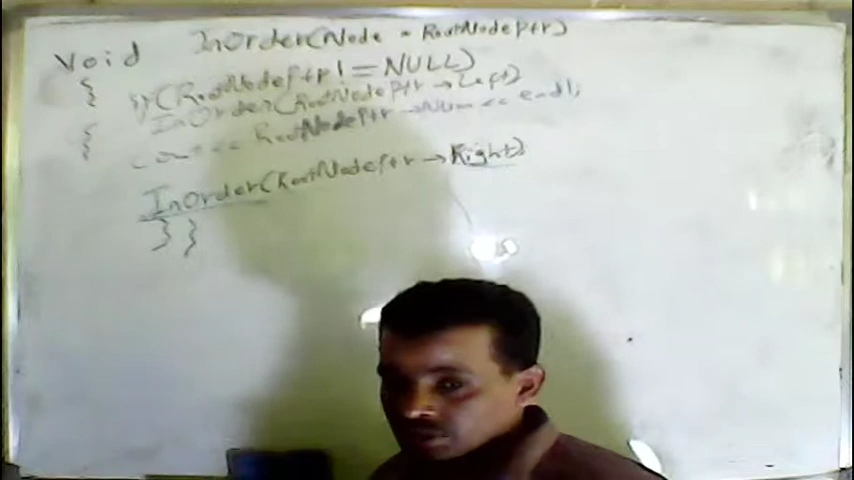 Void InOrder(Node * RootNodePtr)
{ if(RootNodePtr!=NULL)
InOrder(RootNodePtr→Left)
{
cout<< RootNodePtr→Num<< endl;
InOrder(RootNodePtr→Right);
} }